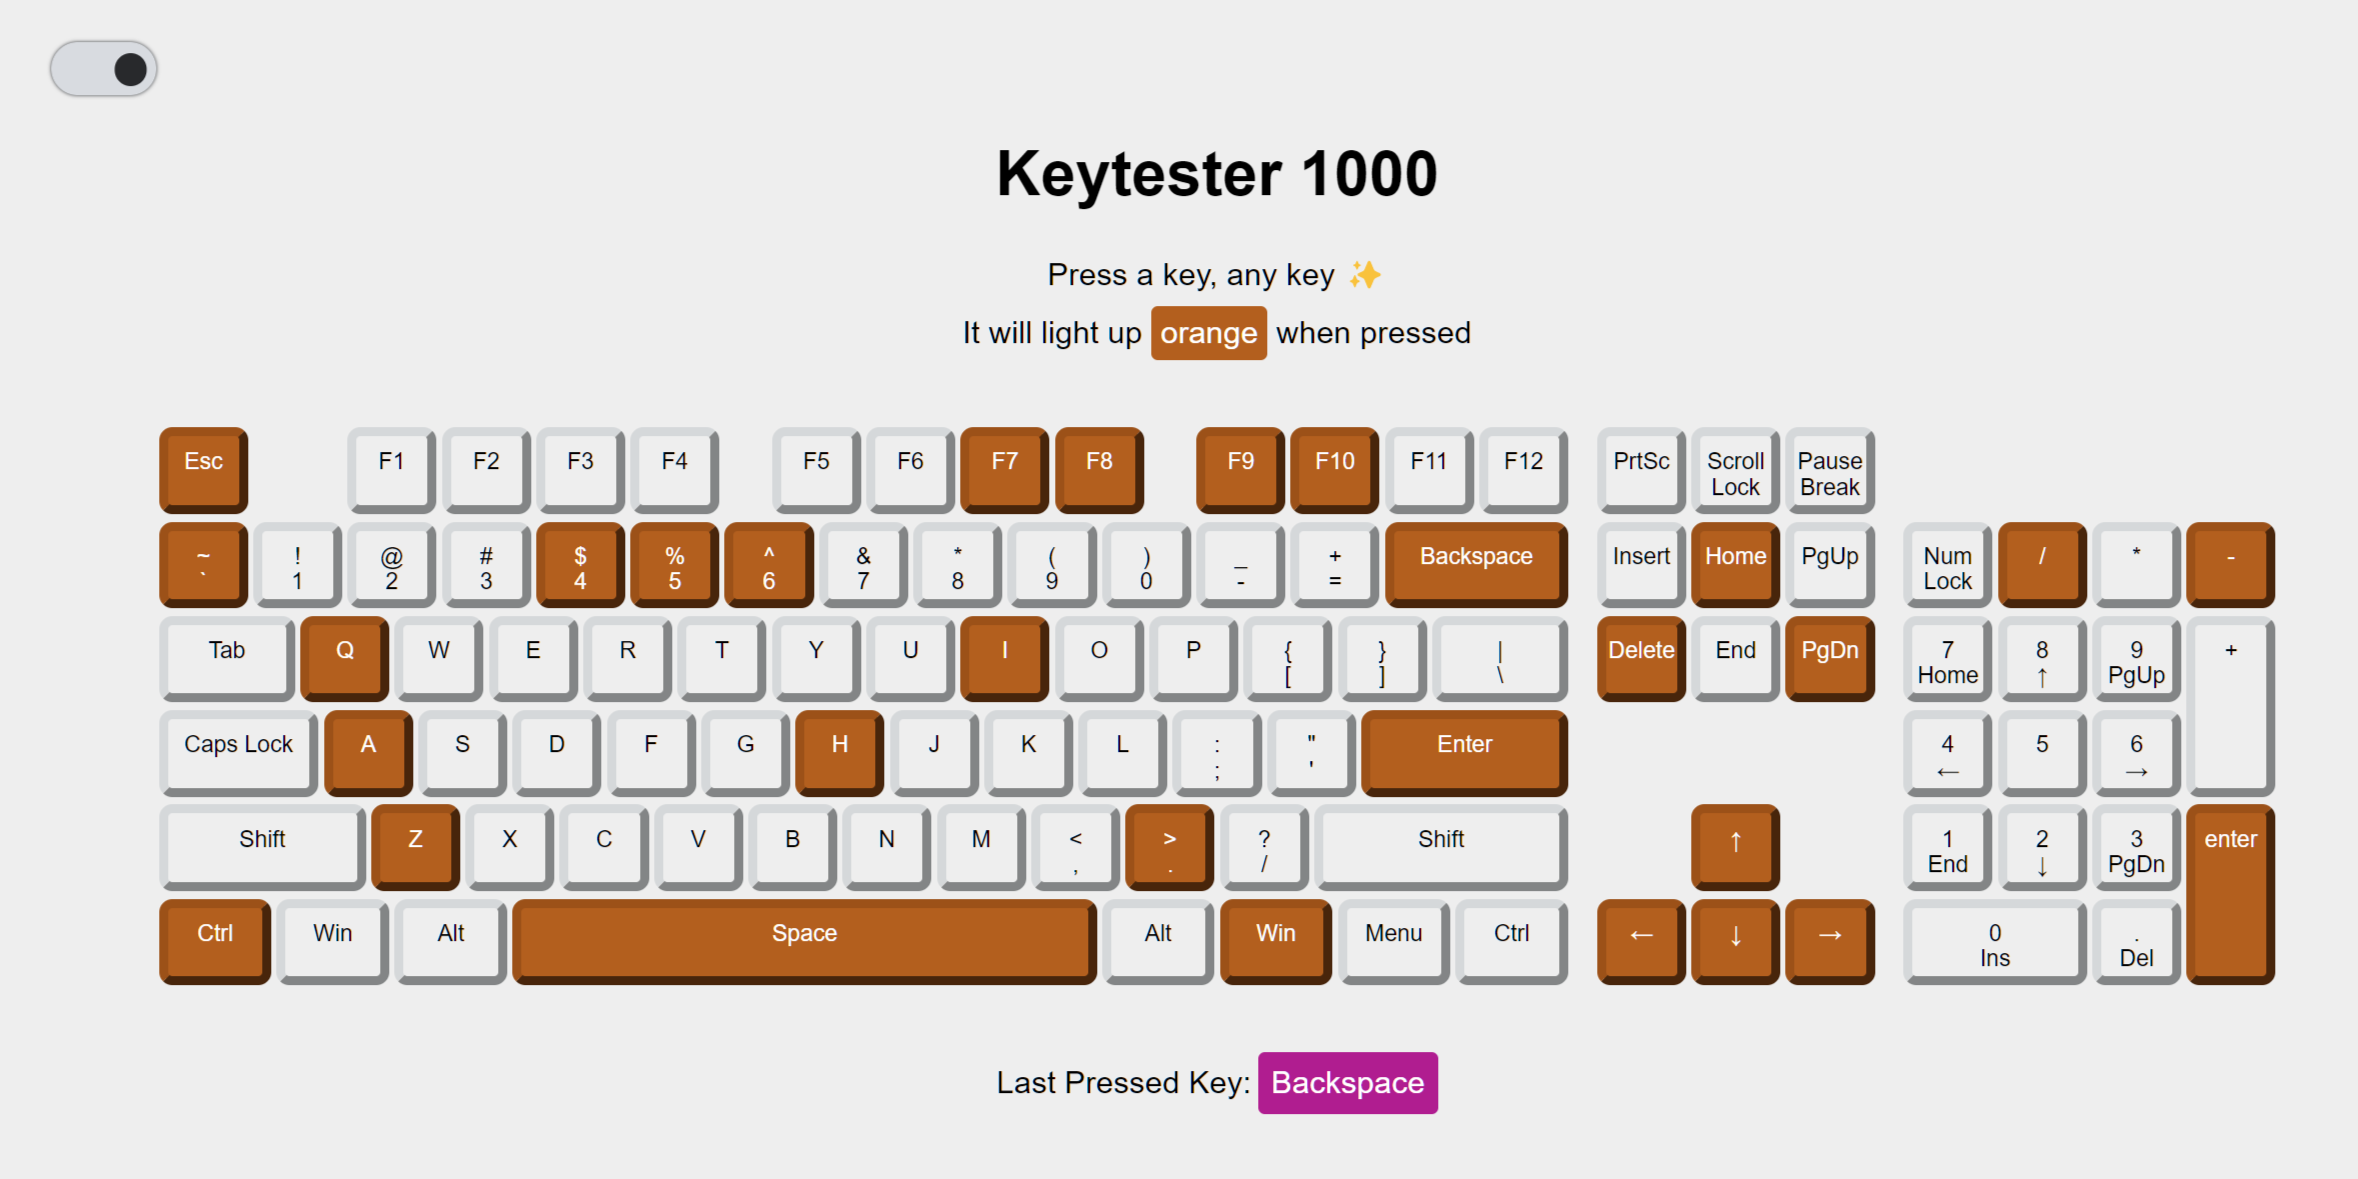 Keytester 1000
Press a key, any key ✨
It will light up orange when pressed
Esc F1 F2 F3 F4 F5 F6 F7 F8 F9 F10 F11 F12 PrtSc Scroll Lock Pause Break
~ ` ! 1 @ 2 # 3 $ 4 % 5 ^ 6 & 7 * 8 ( 9 ) 0 _ - + = Backspace Insert Home PgUp Num Lock / * -
Tab Q W E R T Y U I O P { [ } ] | \ Delete End PgDn 7 Home 8 ↑ 9 PgUp +
Caps Lock A S D F G H J K L : ; " ' Enter 4 ← 5 6 →
Shift Z X C V B N M < , > . ? / Shift ↑ 1 End 2 ↓ 3 PgDn enter
Ctrl Win Alt Space Alt Win Menu Ctrl ← ↓ → 0 Ins . Del
Last Pressed Key: Backspace